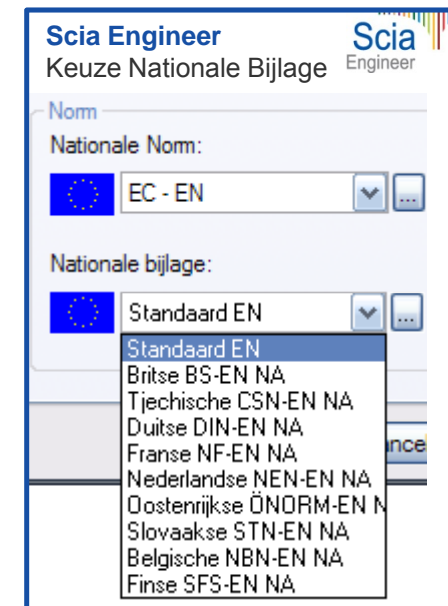 Scia Engineer
Keuze Nationale Bijlage
Scia
Engineer
Norm
Nationale Norm:
EC - EN
...
Nationale bijlage:
Standaard EN
...
Standaard EN
Britse BS-EN NA
Tjechische CSN-EN NA
Duitse DIN-EN NA
ance
Franse NF-EN NA
Nederlandse NEN-EN NA
Oostenrijkse ÖNORM-EN N
Slovaakse STN-EN NA
Belgische NBN-EN NA
Finse SFS-EN NA